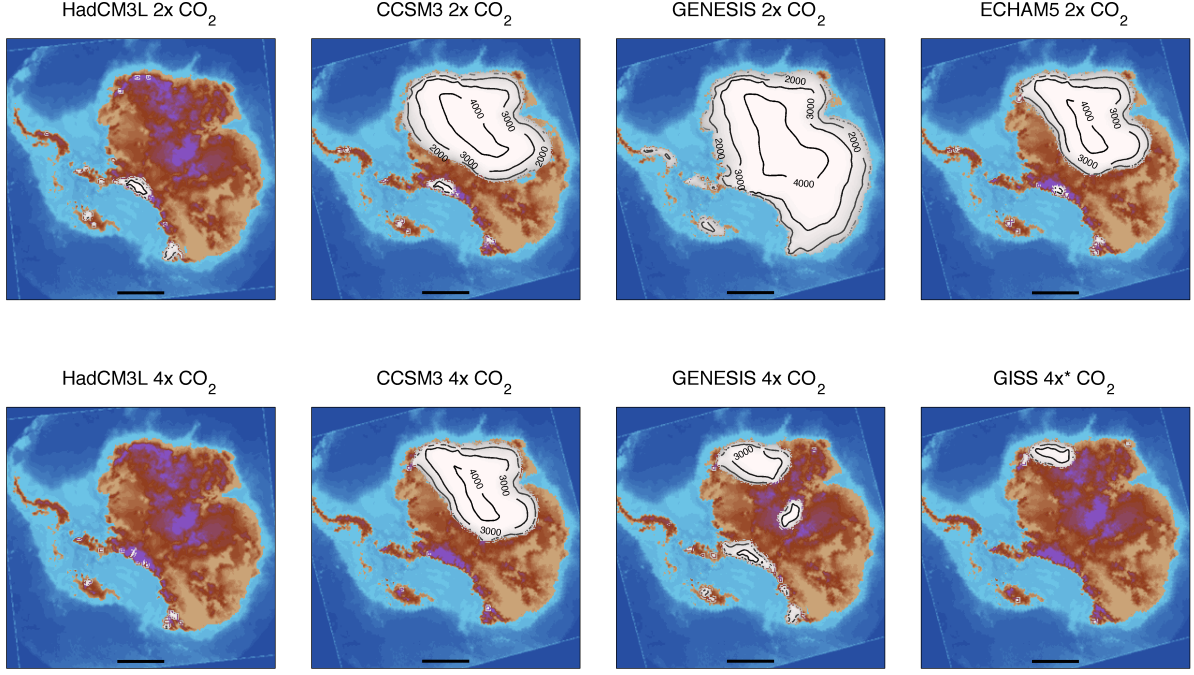 HadCM3L 2x CO2
CCSM3 2x CO2
GENESIS 2x CO2
ECHAM5 2x CO2
4000
3000
2000
3000
2000
2000
3000
2000
2000
3000
4000
4000
3000
3000
HadCM3L 4x CO2
CCSM3 4x CO2
GENESIS 4x CO2
GISS 4x* CO2
4000
3000
3000
3000